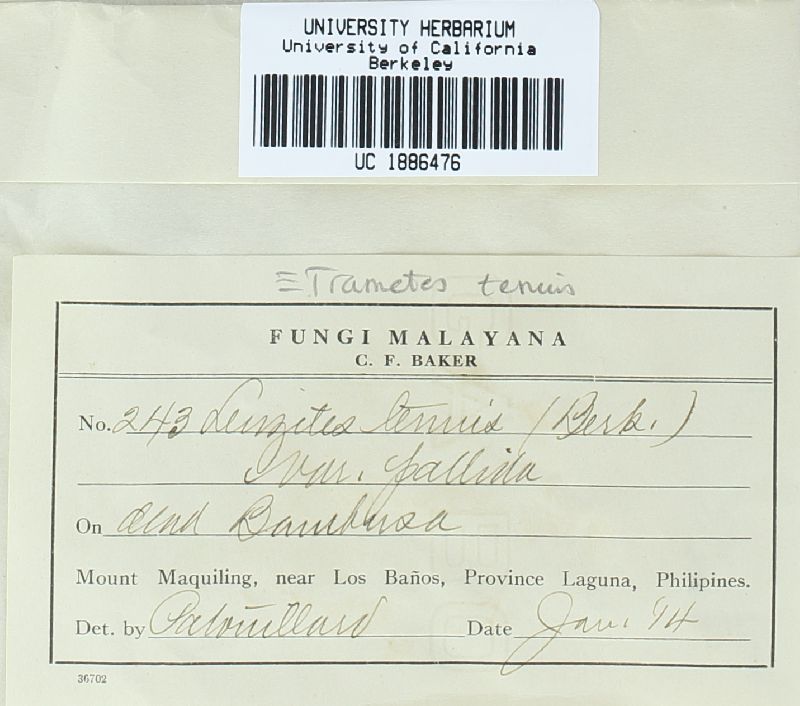 UNIVERSITY HERBARIUM
University of California
Berkeley
UC 1886476
≡ Trametes tenuis
FUNGI MALAYANA
C. F. BAKER
No. 243 Lenzites tenuis (Berk.)
var. pallida
On dead Bambusa
Mount Maquiling, near Los Baños, Province Laguna, Philipines.
Det. by Patouillard Date Jan. '14
36702